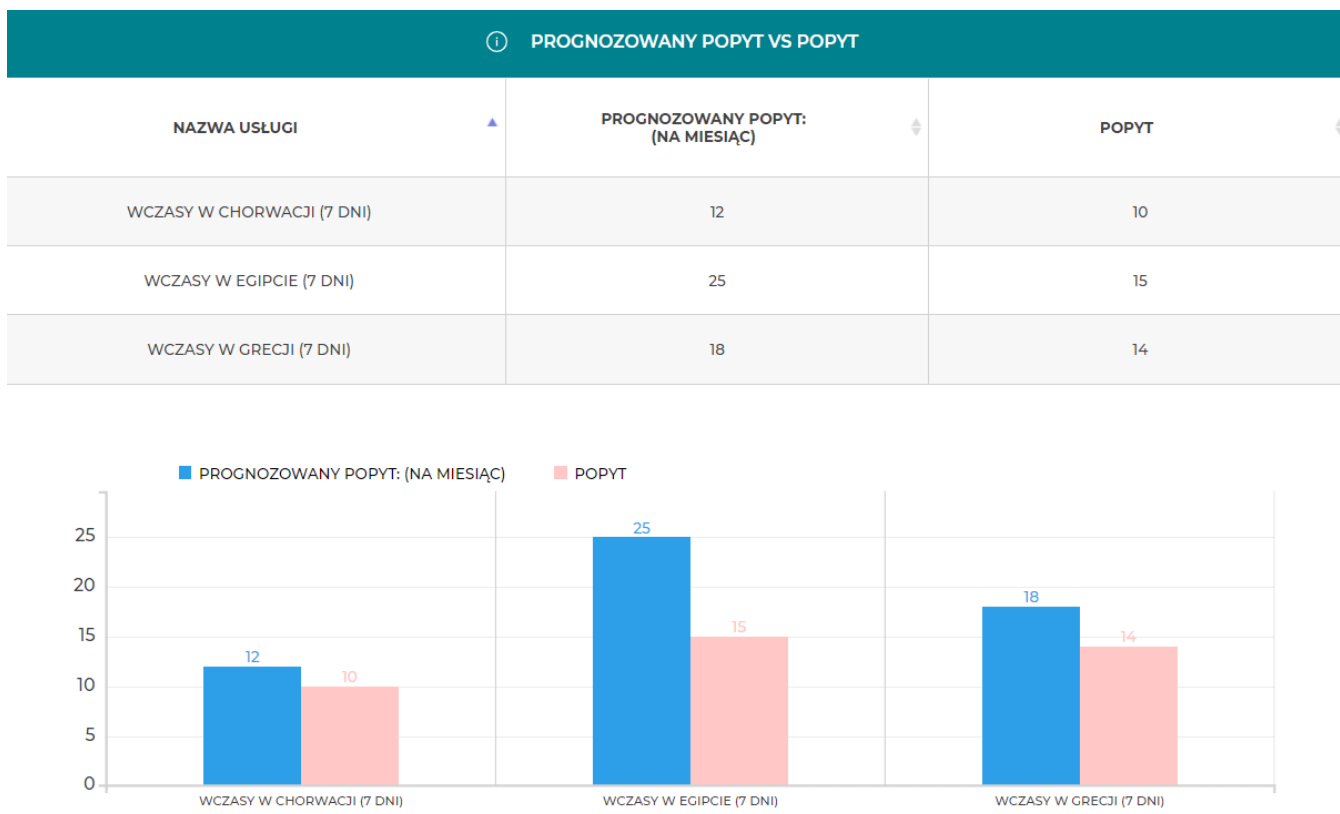 PROGNOZOWANY POPYT VS POPYT
NAZWA USŁUGI
PROGNOZOWANY POPYT:
(NA MIESIĄC)
POPYT
WCZASY W CHORWACJI (7 DNI) 12 10
WCZASY W EGIPCIE (7 DNI) 25 15
WCZASY W GRECJI (7 DNI) 18 14
PROGNOZOWANY POPYT: (NA MIESIĄC) POPYT
25
20
15
10
5
0
12
10
25
15
18
14
WCZASY W CHORWACJI (7 DNI) WCZASY W EGIPCIE (7 DNI) WCZASY W GRECJI (7 DNI)